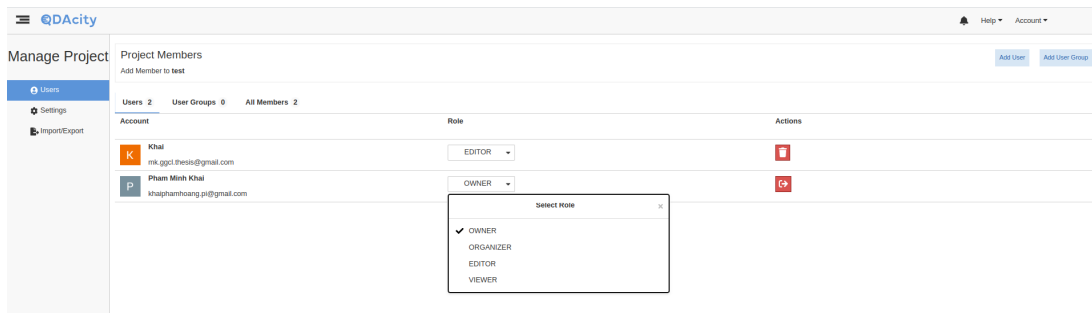 QDAcity
Help
Account
Manage Project
Users
Settings
Import/Export
Project Members
Add Member to test
Add User
Add User Group
Users 2
User Groups 0
All Members 2
Account
Role
Actions
K
Khai
mk.ggcl.thesis@gmail.com
EDITOR
P
Pham Minh Khai
khaiphamhoang.pi@gmail.com
OWNER
Select Role
×
OWNER
ORGANIZER
EDITOR
VIEWER